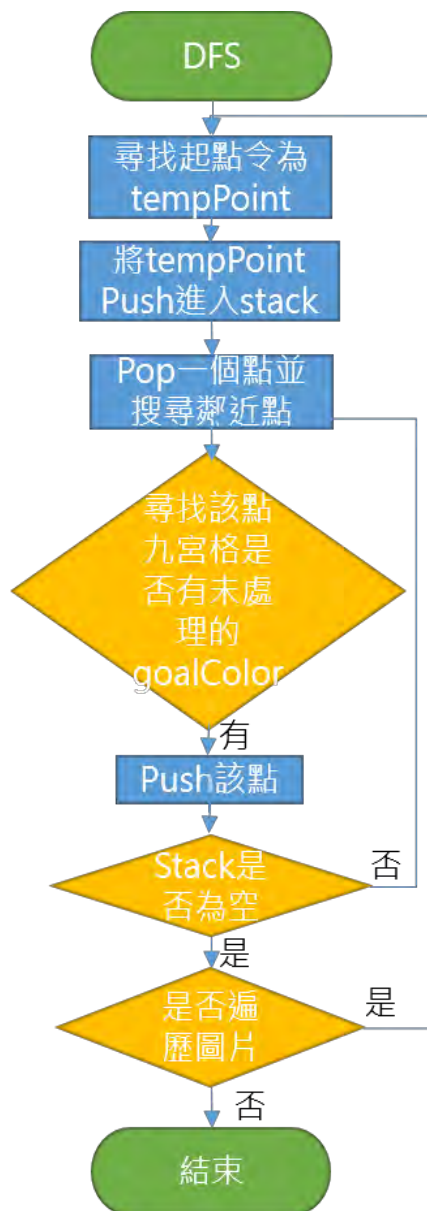 DFS
尋找起點令為
tempPoint
將tempPoint
Push進入stack
Pop一個點並
搜尋鄰近點
尋找該點
九宮格是
否有未處
理的
goalColor
有
Push該點
Stack是
否為空
否
是
是否遍
歷圖片
是
否
結束